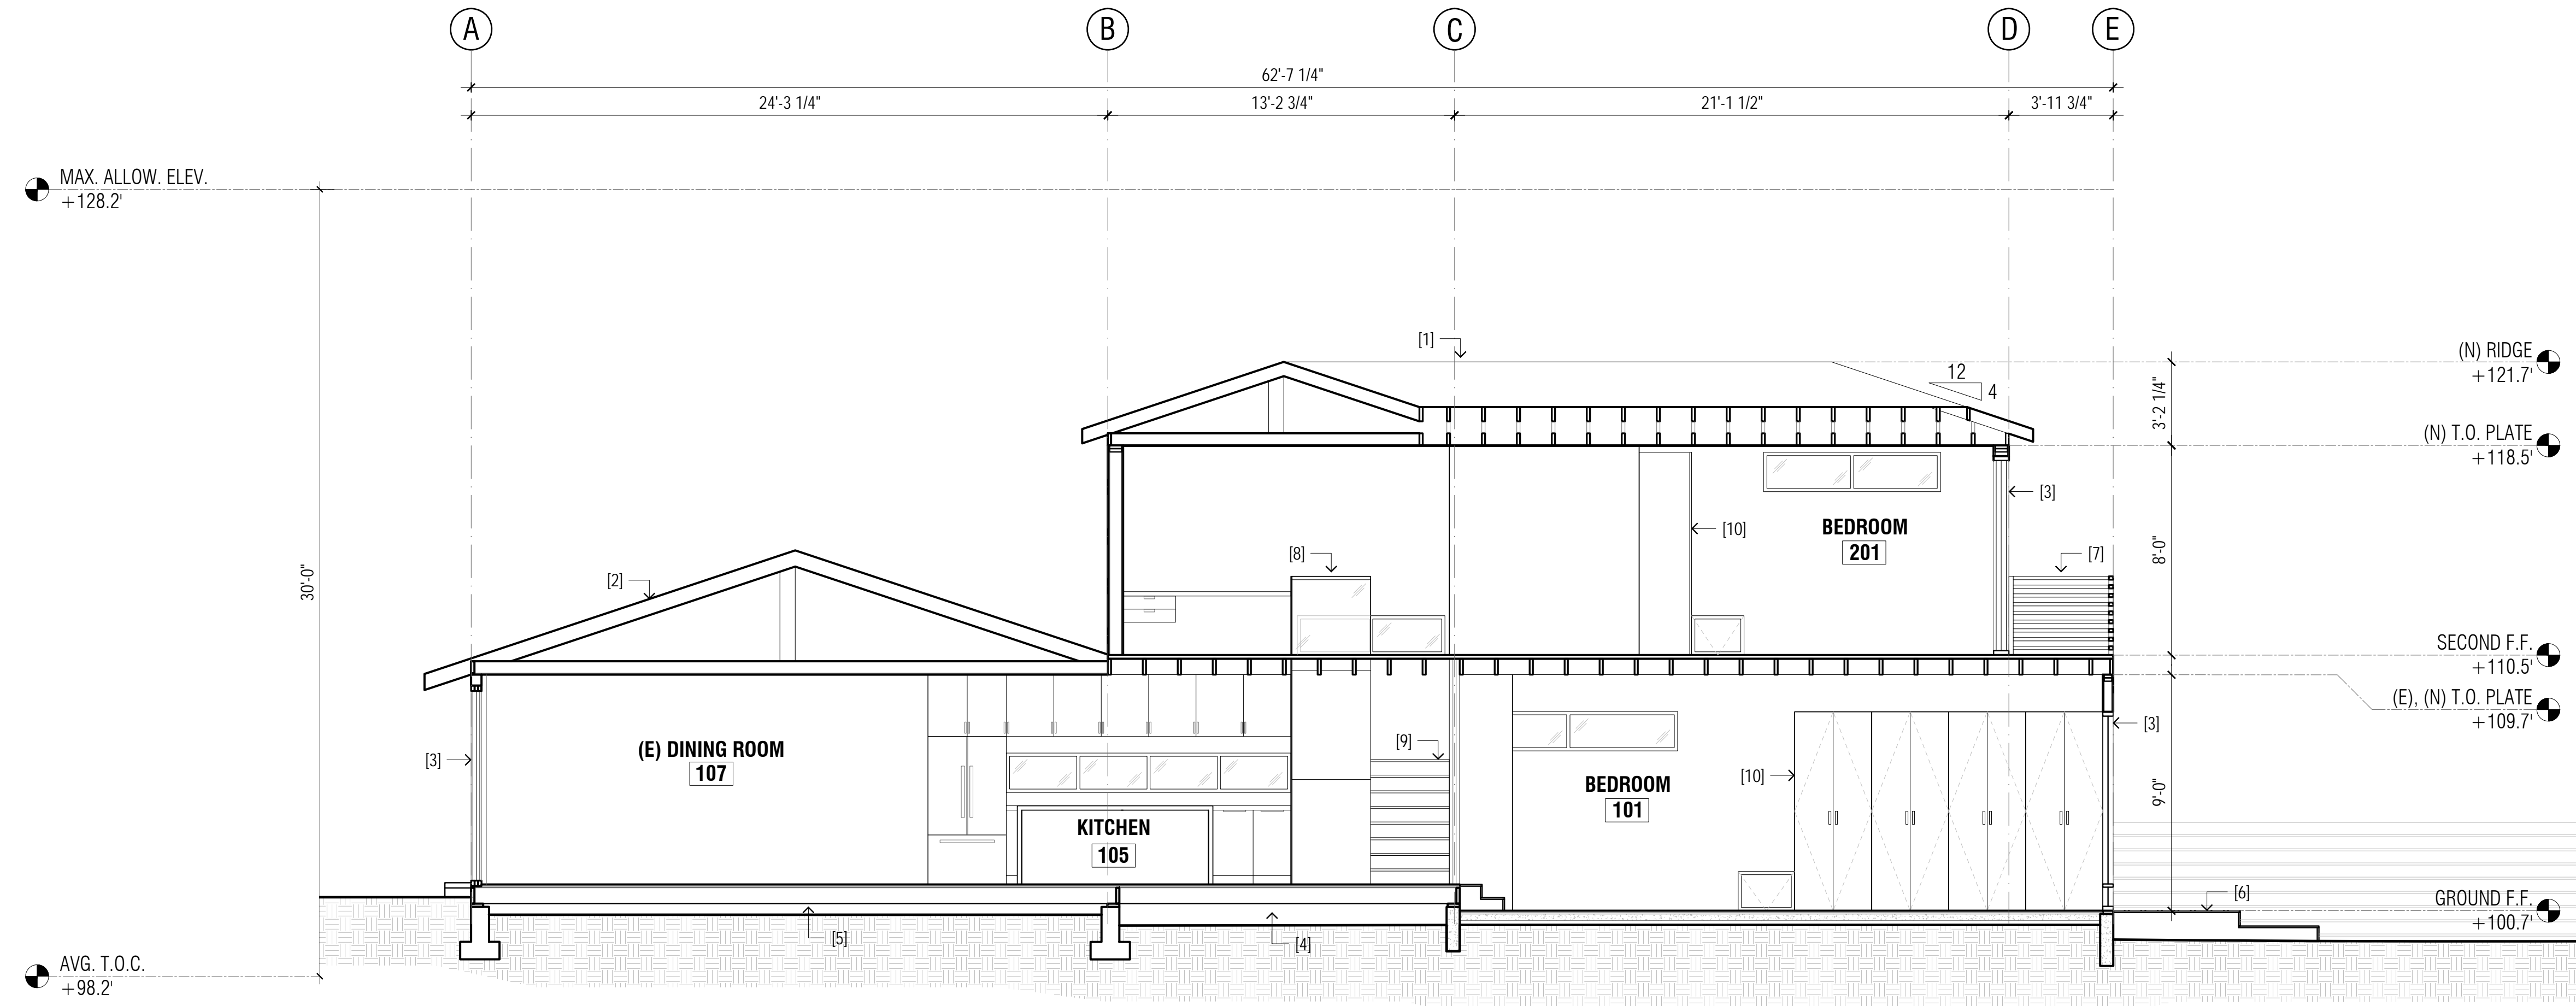 A B C D E
62'-7 1/4"
24'-3 1/4" 13'-2 3/4" 21'-1 1/2" 3'-11 3/4"
MAX. ALLOW. ELEV.
+128.2'
[1]
(N) RIDGE
+121.7'
12
4
3'-2 1/4"
(N) T.O. PLATE
+118.5'
[3]
[10]
BEDROOM
201
[8]
[7]
8'-0"
[2]
30'-0"
SECOND F.F.
+110.5'
(E), (N) T.O. PLATE
+109.7'
[3]
[9]
(E) DINING ROOM
107
[3]
[10]
BEDROOM
101
9'-0"
KITCHEN
105
[6]
GROUND F.F.
+100.7'
[5]
[4]
AVG. T.O.C.
+98.2'